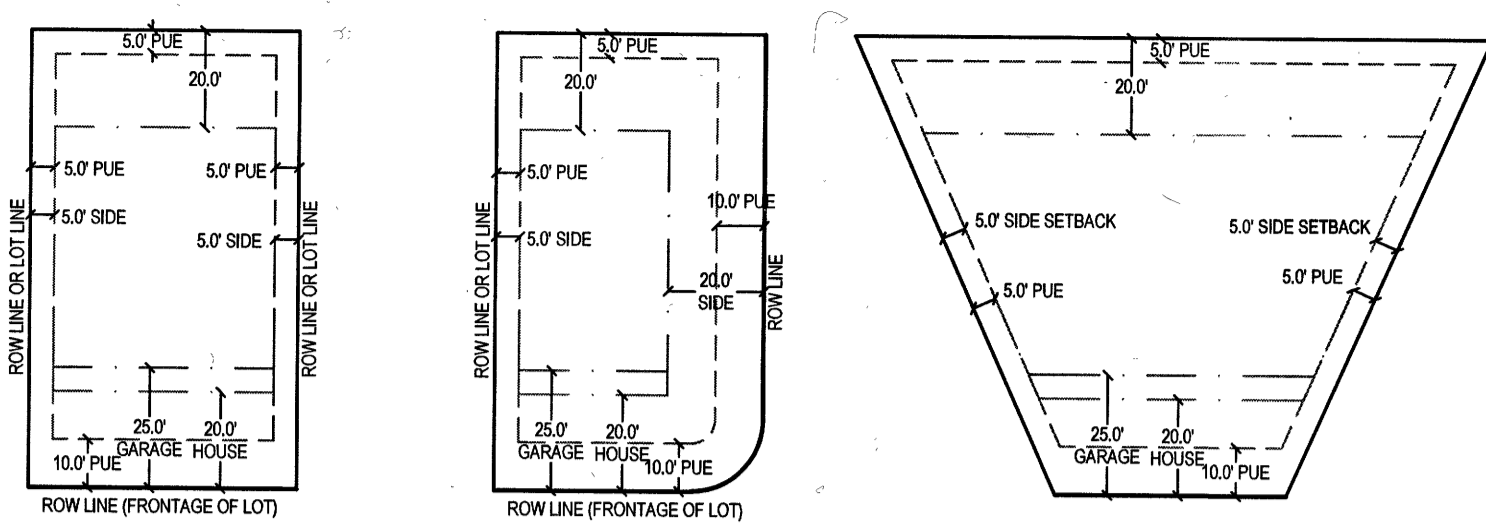 5.0' PUE
20.0'
5.0' PUE
5.0' PUE
5.0' SIDE
5.0' SIDE
ROW LINE OR LOT LINE
ROW LINE OR LOT LINE
25.0'
GARAGE
20.0'
HOUSE
10.0' PUE
ROW LINE (FRONTAGE OF LOT)
5.0' PUE
20.0'
5.0' PUE
10.0' PUE
5.0' SIDE
20.0'
SIDE
ROW LINE OR LOT LINE
ROW LINE
25.0'
GARAGE
20.0'
HOUSE
10.0' PUE
ROW LINE (FRONTAGE OF LOT)
5.0' PUE
20.0'
5.0' SIDE SETBACK
5.0' SIDE SETBACK
5.0' PUE
5.0' PUE
25.0'
GARAGE
20.0'
HOUSE
10.0' PUE